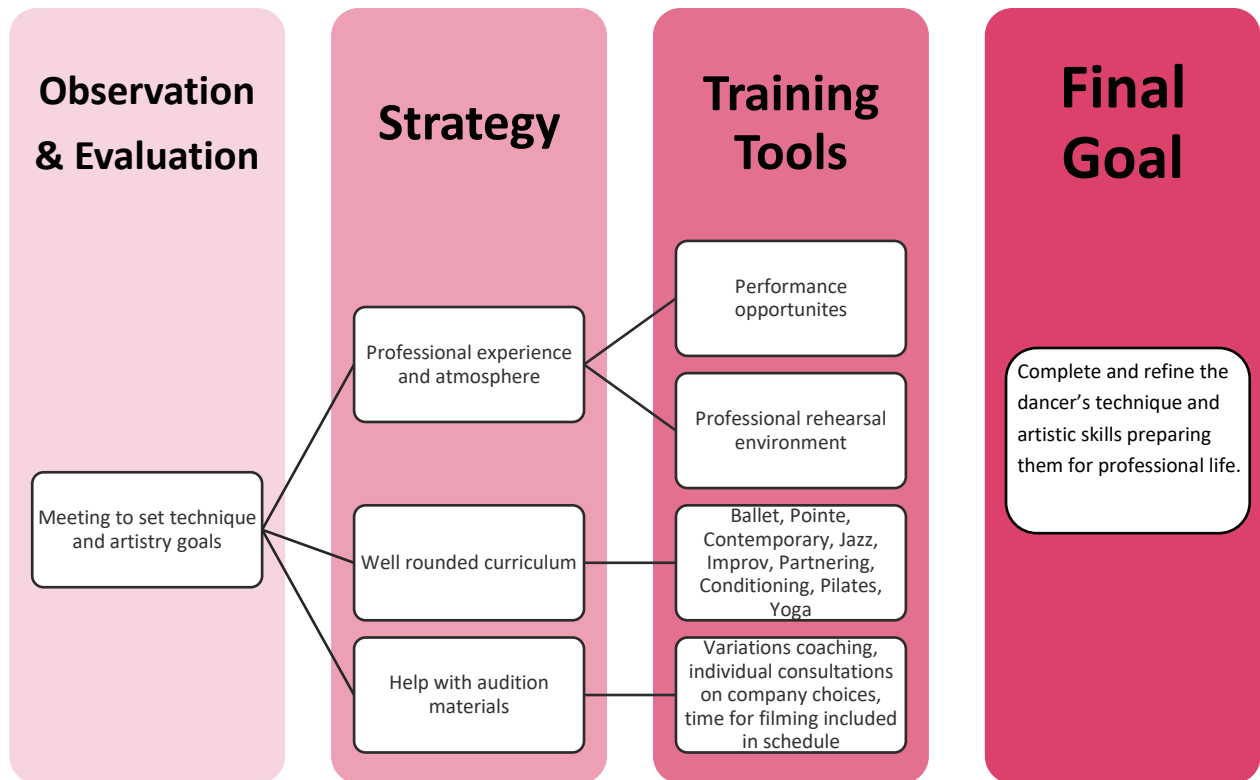 Observation
& Evaluation
Strategy
Training
Tools
Final
Goal
Meeting to set technique
and artistry goals
Professional experience
and atmosphere
Well rounded curriculum
Help with audition
materials
Performance
opportunites
Professional rehearsal
environment
Ballet, Pointe,
Contemporary, Jazz,
Improv, Partnering,
Conditioning, Pilates,
Yoga
Variations coaching,
individual consultations
on company choices,
time for filming included
in schedule
Complete and refine the
dancer’s technique and
artistic skills preparing
them for professional life.